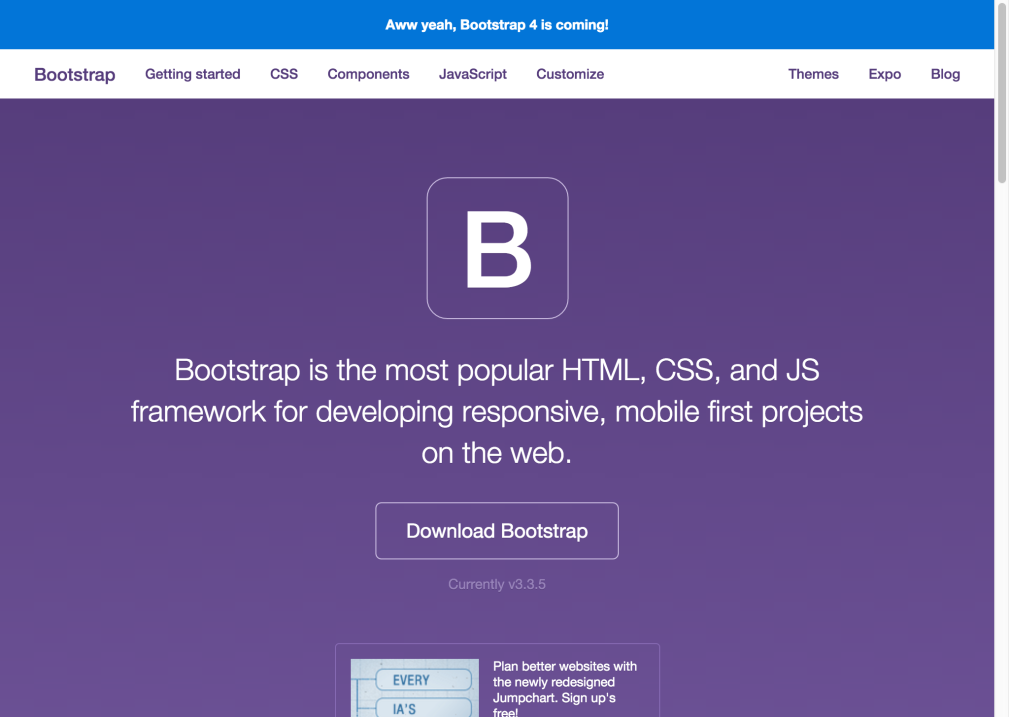 Aww yeah, Bootstrap 4 is coming!
Bootstrap Getting started CSS Components JavaScript Customize Themes Expo Blog
B
Bootstrap is the most popular HTML, CSS, and JS
framework for developing responsive, mobile first projects
on the web.
Download Bootstrap
Currently v3.3.5
EVERY
IA'S
Plan better websites with
the newly redesigned
Jumpchart. Sign up's
free!